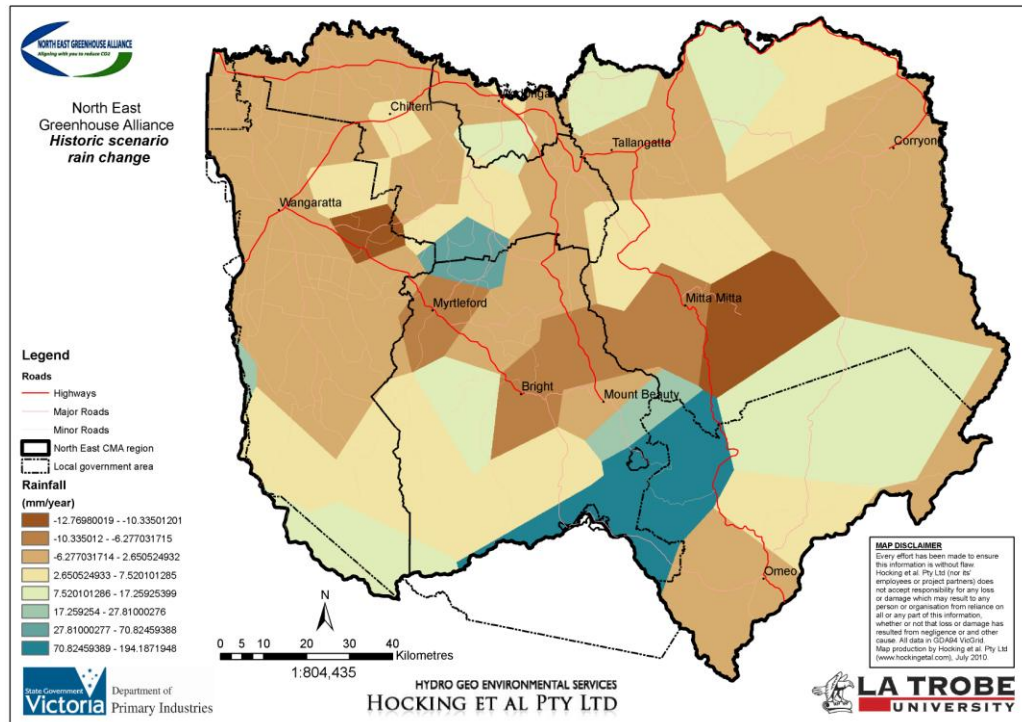 NORTH EAST GREENHOUSE ALLIANCE
Aligning with you to reduce CO2
North East
Greenhouse Alliance
Historic scenario
rain change
Chiltern
Wodonga
Tallangatta
Corryong
Wangaratta
Mitta Mitta
Myrtleford
Bright
Mount Beauty
Omeo
Legend
Roads
Highways
Major Roads
Minor Roads
North East CMA region
Local government area
Rainfall
(mm/year)
-12.76980019 - -10.33501201
-10.335012 - -6.277031715
-6.277031714 - 2.650524932
2.650524933 - 7.520101285
7.520101286 - 17.25925399
17.259254 - 27.81000276
27.81000277 - 70.82459388
70.82459389 - 194.1871948
N
0 5 10 20 30 40
Kilometres
1:804,435
MAP DISCLAIMER
Every effort has been made to ensure
this information is without flaw.
Hocking et al. Pty Ltd (nor its'
employees or project partners) does
not accept responsibility for any loss
or damage which may result to any
person or organisation from reliance on
all or any part of this information,
whether or not that loss or damage has
resulted from negligence or and other
cause. All data in GDA94 VicGrid.
Map production by Hocking et al. Pty Ltd
(www.hockingetal.com), July 2010.
State Government
Victoria
Department of
Primary Industries
HYDRO GEO ENVIRONMENTAL SERVICES
HOCKING ET AL PTY LTD
LA TROBE
UNIVERSITY